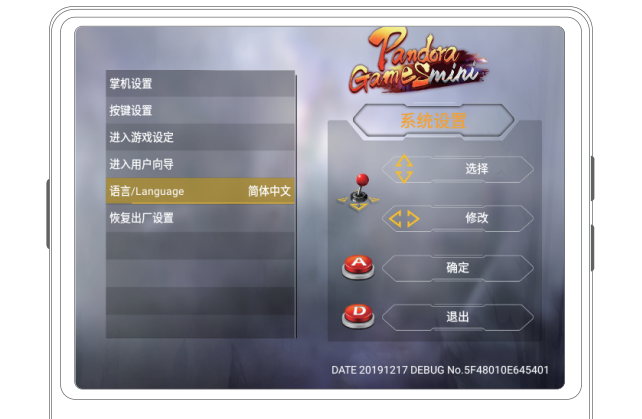 Pandora
Games mini
掌机设置
按键设置
进入游戏设定
进入用户向导
语言/Language 简体中文
恢复出厂设置
系统设置
选择
修改
A 确定
D 退出
DATE 20191217 DEBUG No.5F48010E645401